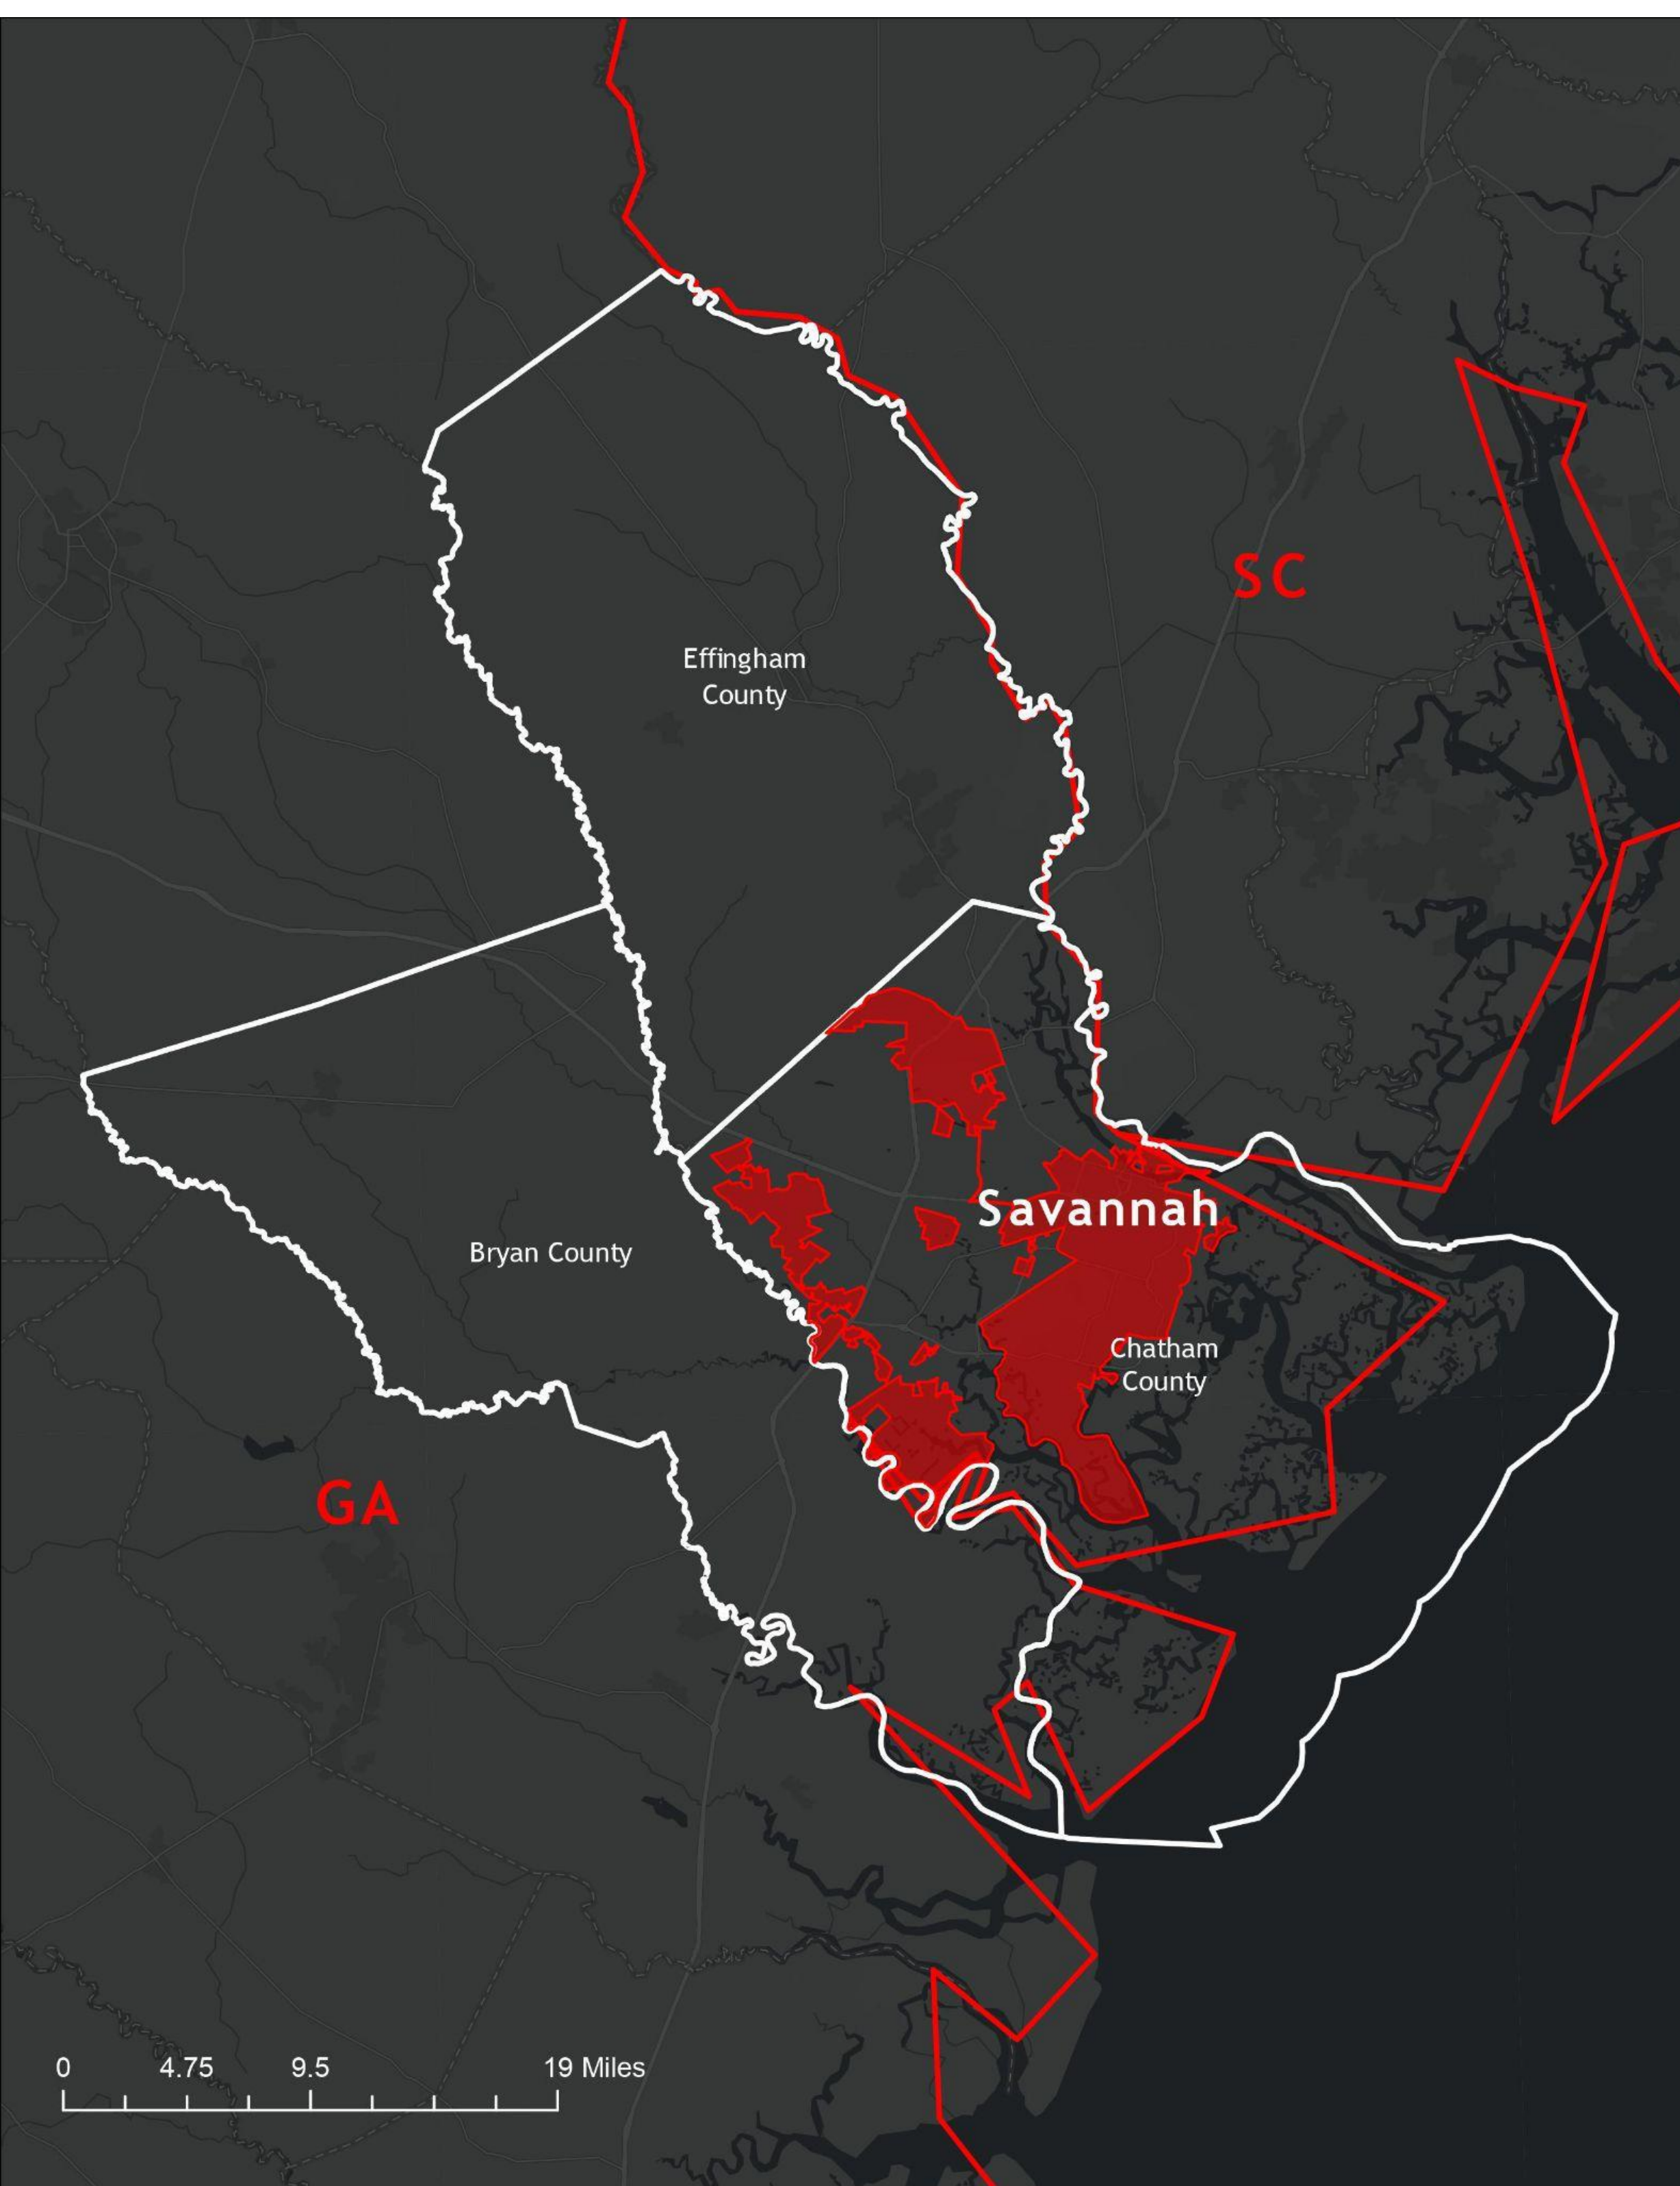 SC
Effingham
County
Savannah
Bryan County
Chatham
County
GA
0 4.75 9.5 19 Miles